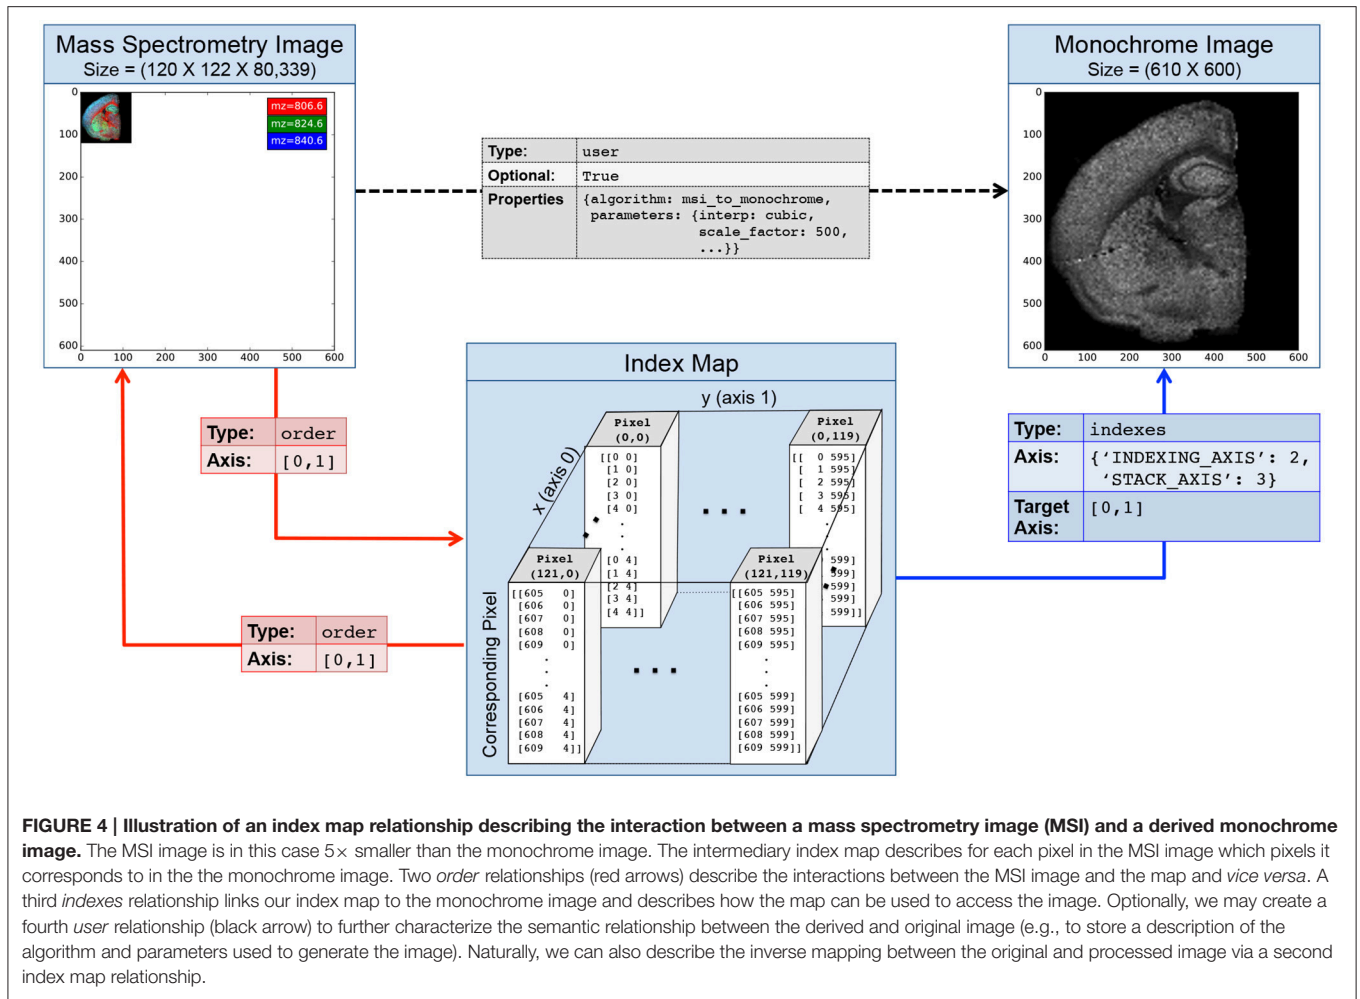 Mass Spectrometry Image
Size = (120 X 122 X 80,339)
0
100
200
300
400
500
600
0 100 200 300 400 500 600
mz=806.6
mz=824.6
mz=840.6
Type: user
Optional: True
Properties {algorithm: msi_to_monochrome,
parameters: {interp: cubic,
scale_factor: 500,
...}}
Monochrome Image
Size = (610 X 600)
0
100
200
300
400
500
600
0 100 200 300 400 500 600
Type: order
Axis: [0,1]
Type: order
Axis: [0,1]
Index Map
y (axis 1)
x (axis 0)
Corresponding Pixel
Pixel
(0,0)
[[0 0]
[1 0]
[2 0]
[3 0]
[4 0]
.
.
.
[0 4]
[1 4]
[2 4]
[3 4]
[4 4]]
Pixel
(0,119)
[[ 0 595]
[ 1 595]
[ 2 595]
[ 3 595]
[ 4 595]
.
.
.
599]
599]
599]
599]
599]]
Pixel
(121,0)
[[605 0]
[606 0]
[607 0]
[608 0]
[609 0]
.
.
.
[605 4]
[606 4]
[607 4]
[608 4]
[609 4]]
Pixel
(121,119)
[[605 595]
[606 595]
[607 595]
[608 595]
[609 595]
.
.
.
[605 599]
[606 599]
[607 599]
[608 599]
[609 599]]
Type: indexes
Axis: {‘INDEXING_AXIS’: 2,
‘STACK_AXIS’: 3}
Target Axis: [0,1]
FIGURE 4 | Illustration of an index map relationship describing the interaction between a mass spectrometry image (MSI) and a derived monochrome
image. The MSI image is in this case 5× smaller than the monochrome image. The intermediary index map describes for each pixel in the MSI image which pixels it
corresponds to in the the monochrome image. Two order relationships (red arrows) describe the interactions between the MSI image and the map and vice versa. A
third indexes relationship links our index map to the monochrome image and describes how the map can be used to access the image. Optionally, we may create a
fourth user relationship (black arrow) to further characterize the semantic relationship between the derived and original image (e.g., to store a description of the
algorithm and parameters used to generate the image). Naturally, we can also describe the inverse mapping between the original and processed image via a second
index map relationship.